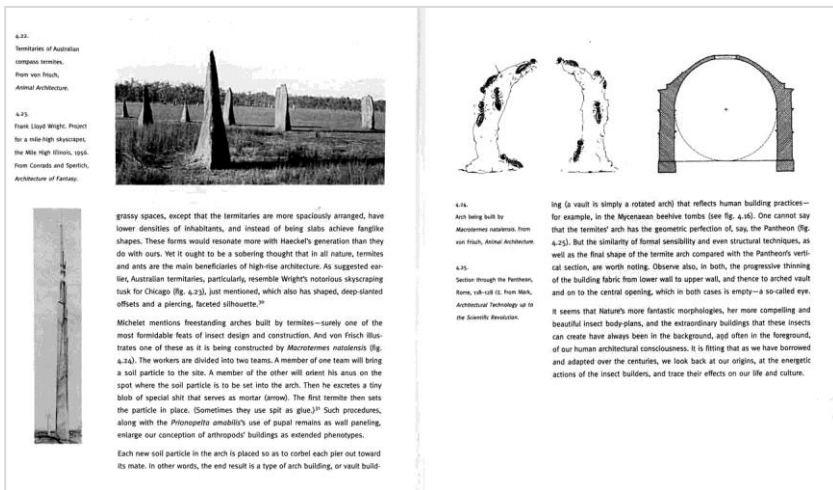 4.22.
Termitaries of Australian
compass termites.
From von Frisch,
Animal Architecture.
4.23.
Frank Lloyd Wright. Project
for a mile-high skyscraper,
the Mile High Illinois, 1956.
From Conrads and Sperlich,
Architecture of Fantasy.
grassy spaces, except that the termitaries are more spaciously arranged, have
lower densities of inhabitants, and instead of being slabs achieve fanglike
shapes. These forms would resonate more with Haeckel's generation than they
do with ours. Yet it ought to be a sobering thought that in all nature, termites
and ants are the main beneficiaries of high-rise architecture. As suggested ear-
lier, Australian termitaries, particularly, resemble Wright's notorious skyscraping
tusk for Chicago (fig. 4.23), just mentioned, which also has shaped, deep-slanted
offsets and a piercing, faceted silhouette.30
Michelet mentions freestanding arches built by termites—surely one of the
most formidable feats of insect design and construction. And von Frisch illus-
trates one of these as it is being constructed by Macrotermes natalensis (fig.
4.24). The workers are divided into two teams. A member of one team will bring
a soil particle to the site. A member of the other will orient his anus on the
spot where the soil particle is to be set into the arch. Then he excretes a tiny
blob of special shit that serves as mortar (arrow). The first termite then sets
the particle in place. (Sometimes they use spit as glue.)31 Such procedures,
along with the Prionopelta amabilis's use of pupal remains as wall paneling,
enlarge our conception of arthropods' buildings as extended phenotypes.
Each new soil particle in the arch is placed so as to corbel each pier out toward
its mate. In other words, the end result is a type of arch building, or vault build-
4.24.
Arch being built by
Macrotermes natalensis. From
von Frisch, Animal Architecture.
4.25.
Section through the Pantheon,
Rome, 118–128 CE. From Mark,
Architectural Technology up to
the Scientific Revolution.
ing (a vault is simply a rotated arch) that reflects human building practices—
for example, in the Mycenaean beehive tombs (see fig. 4.16). One cannot say
that the termites' arch has the geometric perfection of, say, the Pantheon (fig.
4.25). But the similarity of formal sensibility and even structural techniques, as
well as the final shape of the termite arch compared with the Pantheon's verti-
cal section, are worth noting. Observe also, in both, the progressive thinning
of the building fabric from lower wall to upper wall, and thence to arched vault
and on to the central opening, which in both cases is empty—a so-called eye.
It seems that Nature's more fantastic morphologies, her more compelling and
beautiful insect body-plans, and the extraordinary buildings that these insects
can create have always been in the background, and often in the foreground,
of our human architectural consciousness. It is fitting that as we have borrowed
and adapted over the centuries, we look back at our origins, at the energetic
actions of the insect builders, and trace their effects on our life and culture.